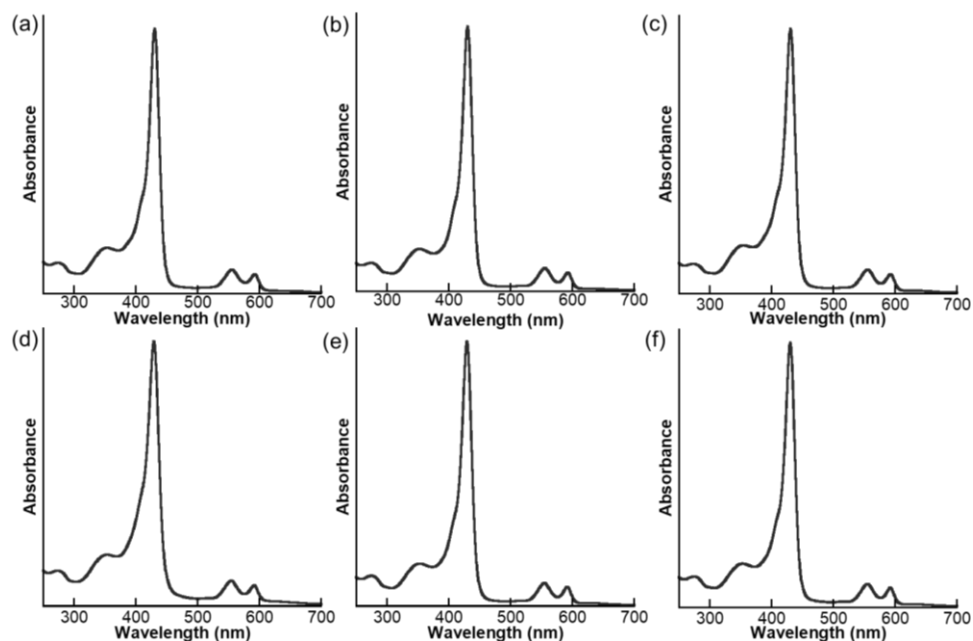 (a) (b) (c)
Absorbance Absorbance Absorbance
300 400 500 600 700 300 400 500 600 700 300 400 500 600 700
Wavelength (nm) Wavelength (nm) Wavelength (nm)
(d) (e) (f)
Absorbance Absorbance Absorbance
300 400 500 600 700 300 400 500 600 700 300 400 500 600 700
Wavelength (nm) Wavelength (nm) Wavelength (nm)